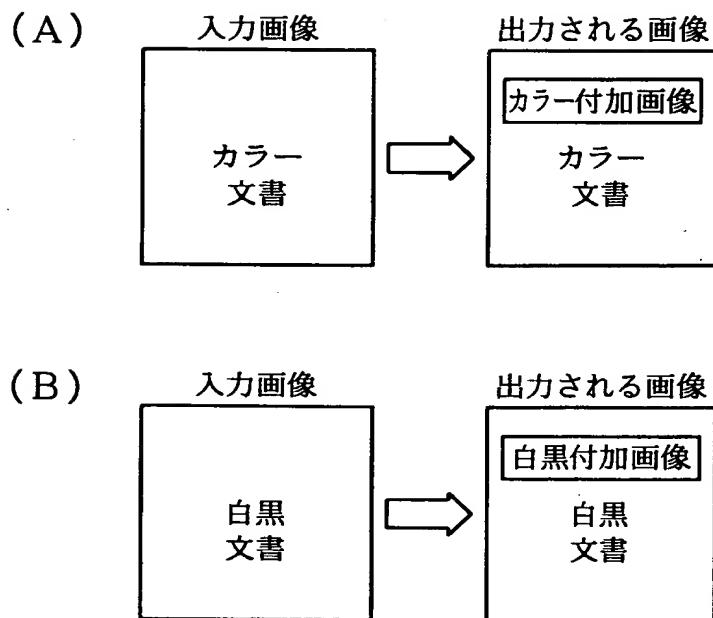 (A)
入力画像
出力される画像
カラー付加画像
カラー
文書
カラー
文書
(B)
入力画像
出力される画像
白黒付加画像
白黒
文書
白黒
文書